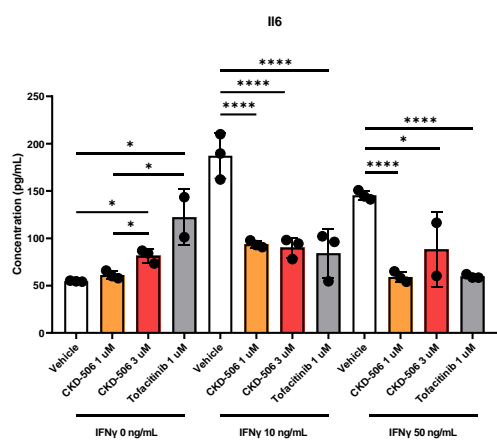 Il6
****
*
****
****
*
****
*
*
****
****
*
250
200
150
100
50
0
Concentration (pg/mL)
Vehicle
CKD-506 1 uM
CKD-506 3 uM
Tofacitinib 1 uM
Vehicle
CKD-506 1 uM
CKD-506 3 uM
Tofacitinib 1 uM
Vehicle
CKD-506 1 uM
CKD-506 3 uM
Tofacitinib 1 uM
IFNγ 0 ng/mL
IFNγ 10 ng/mL
IFNγ 50 ng/mL